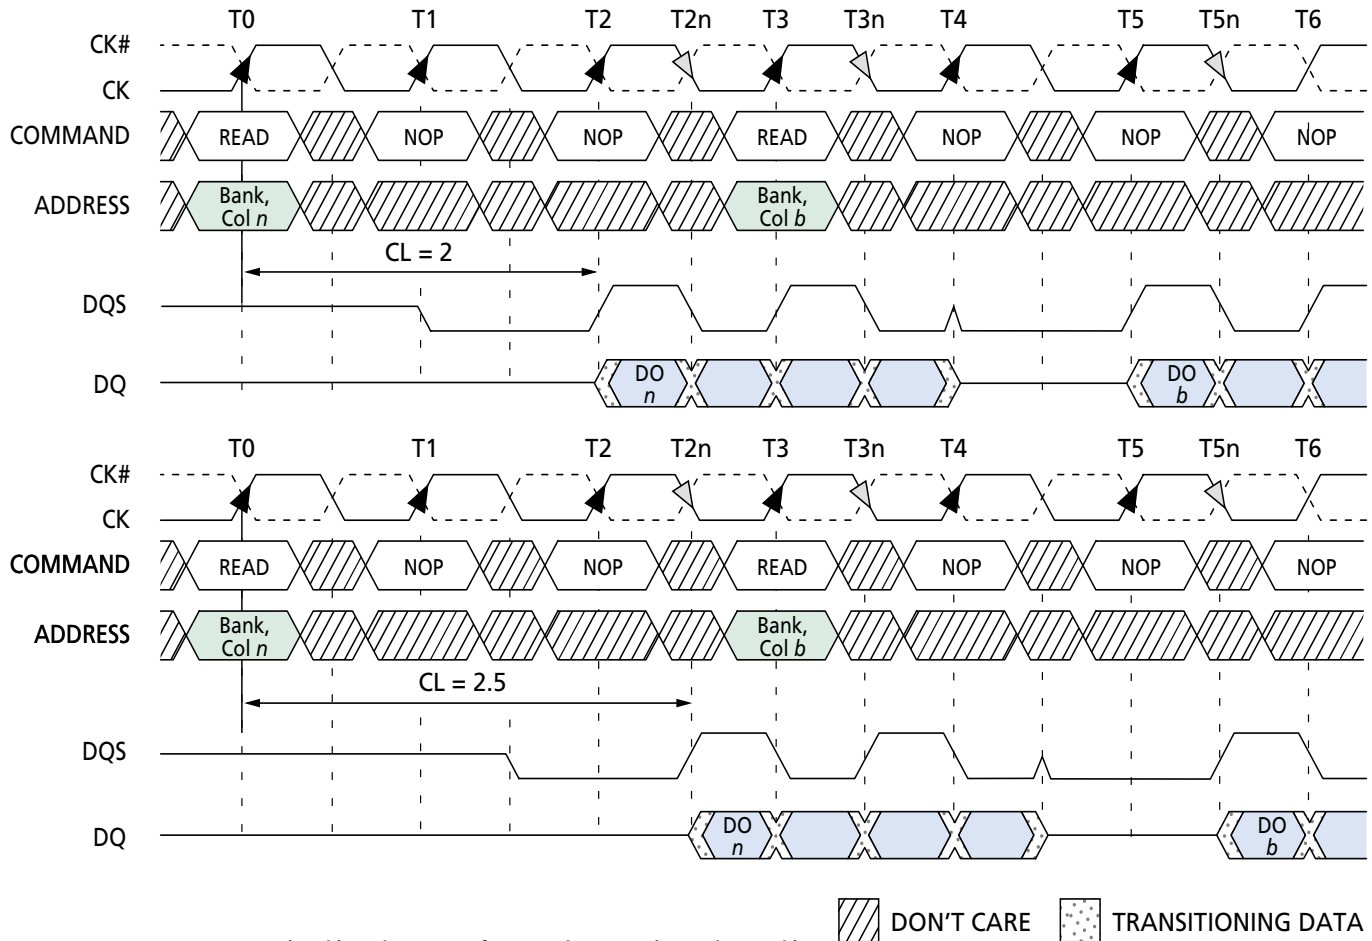 T0 T1 T2 T2n T3 T3n T4 T5 T5n T6
CK#
CK
COMMAND READ NOP NOP READ NOP NOP NOP
ADDRESS Bank, Col n Bank, Col b
CL = 2
DQS
DQ DO n DO b
T0 T1 T2 T2n T3 T3n T4 T5 T5n T6
CK#
CK
COMMAND READ NOP NOP READ NOP NOP NOP
ADDRESS Bank, Col n Bank, Col b
CL = 2.5
DQS
DQ DO n DO b
DON'T CARE TRANSITIONING DATA